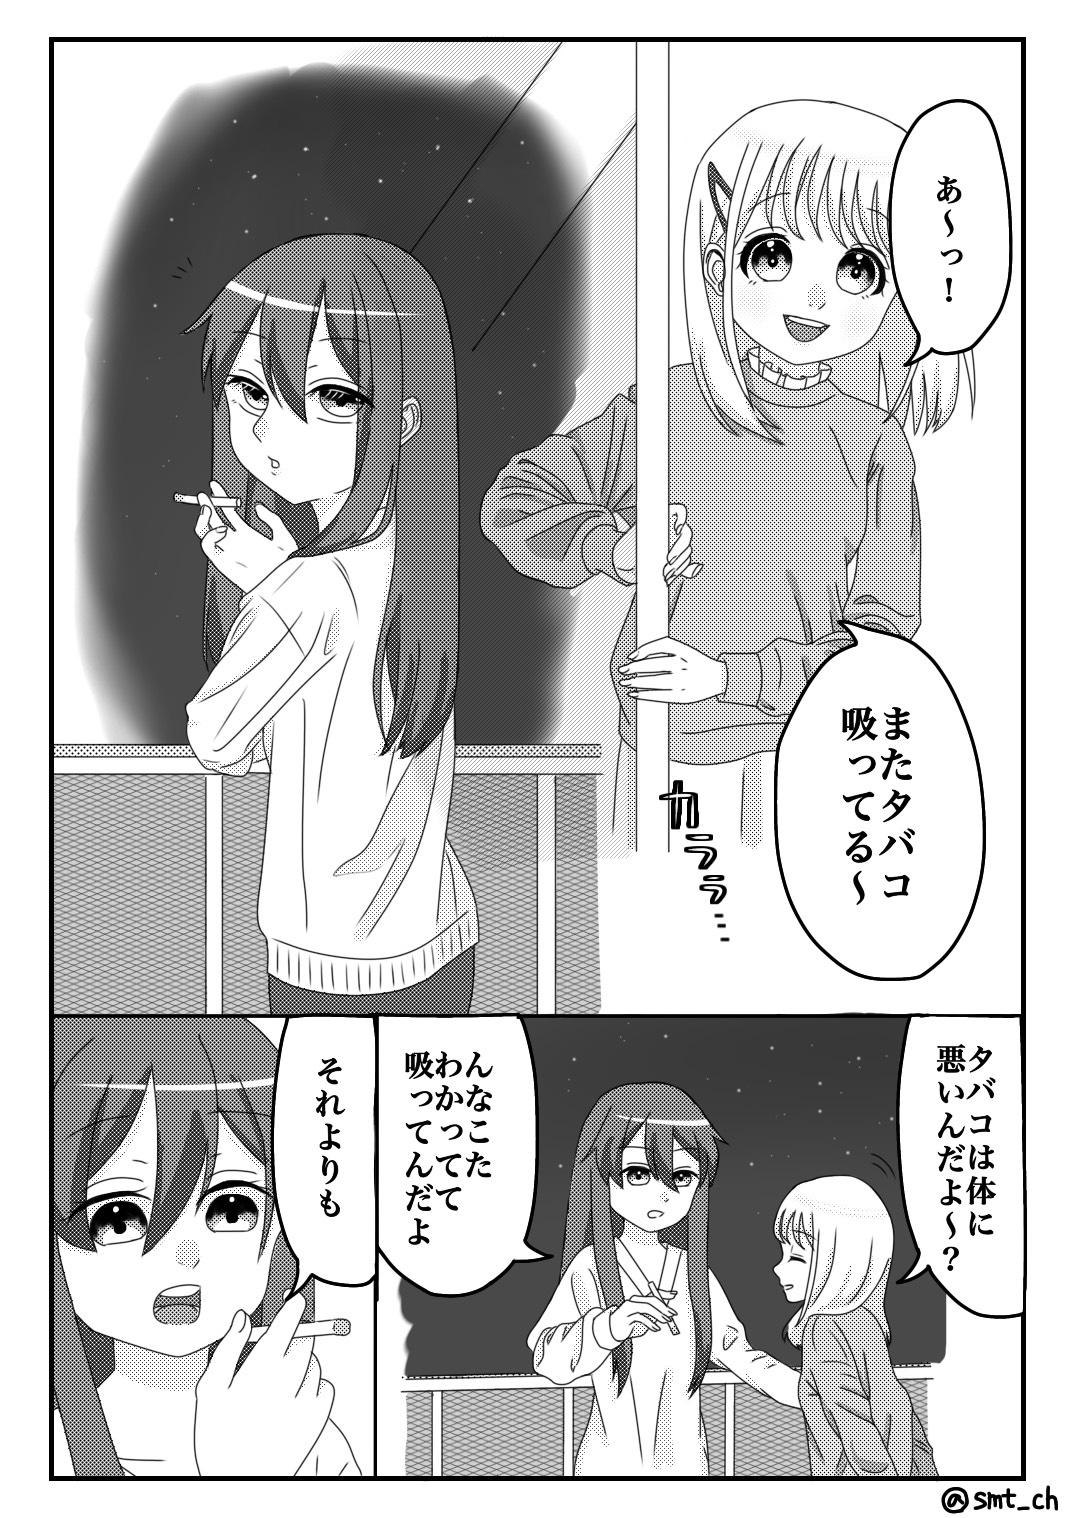 あ～っ！
またタバコ
吸ってる～
カラララ…
タバコは体に
悪いんだよ～？
んなこた
わかってて
吸ってんだよ
それよりも
@smt_ch